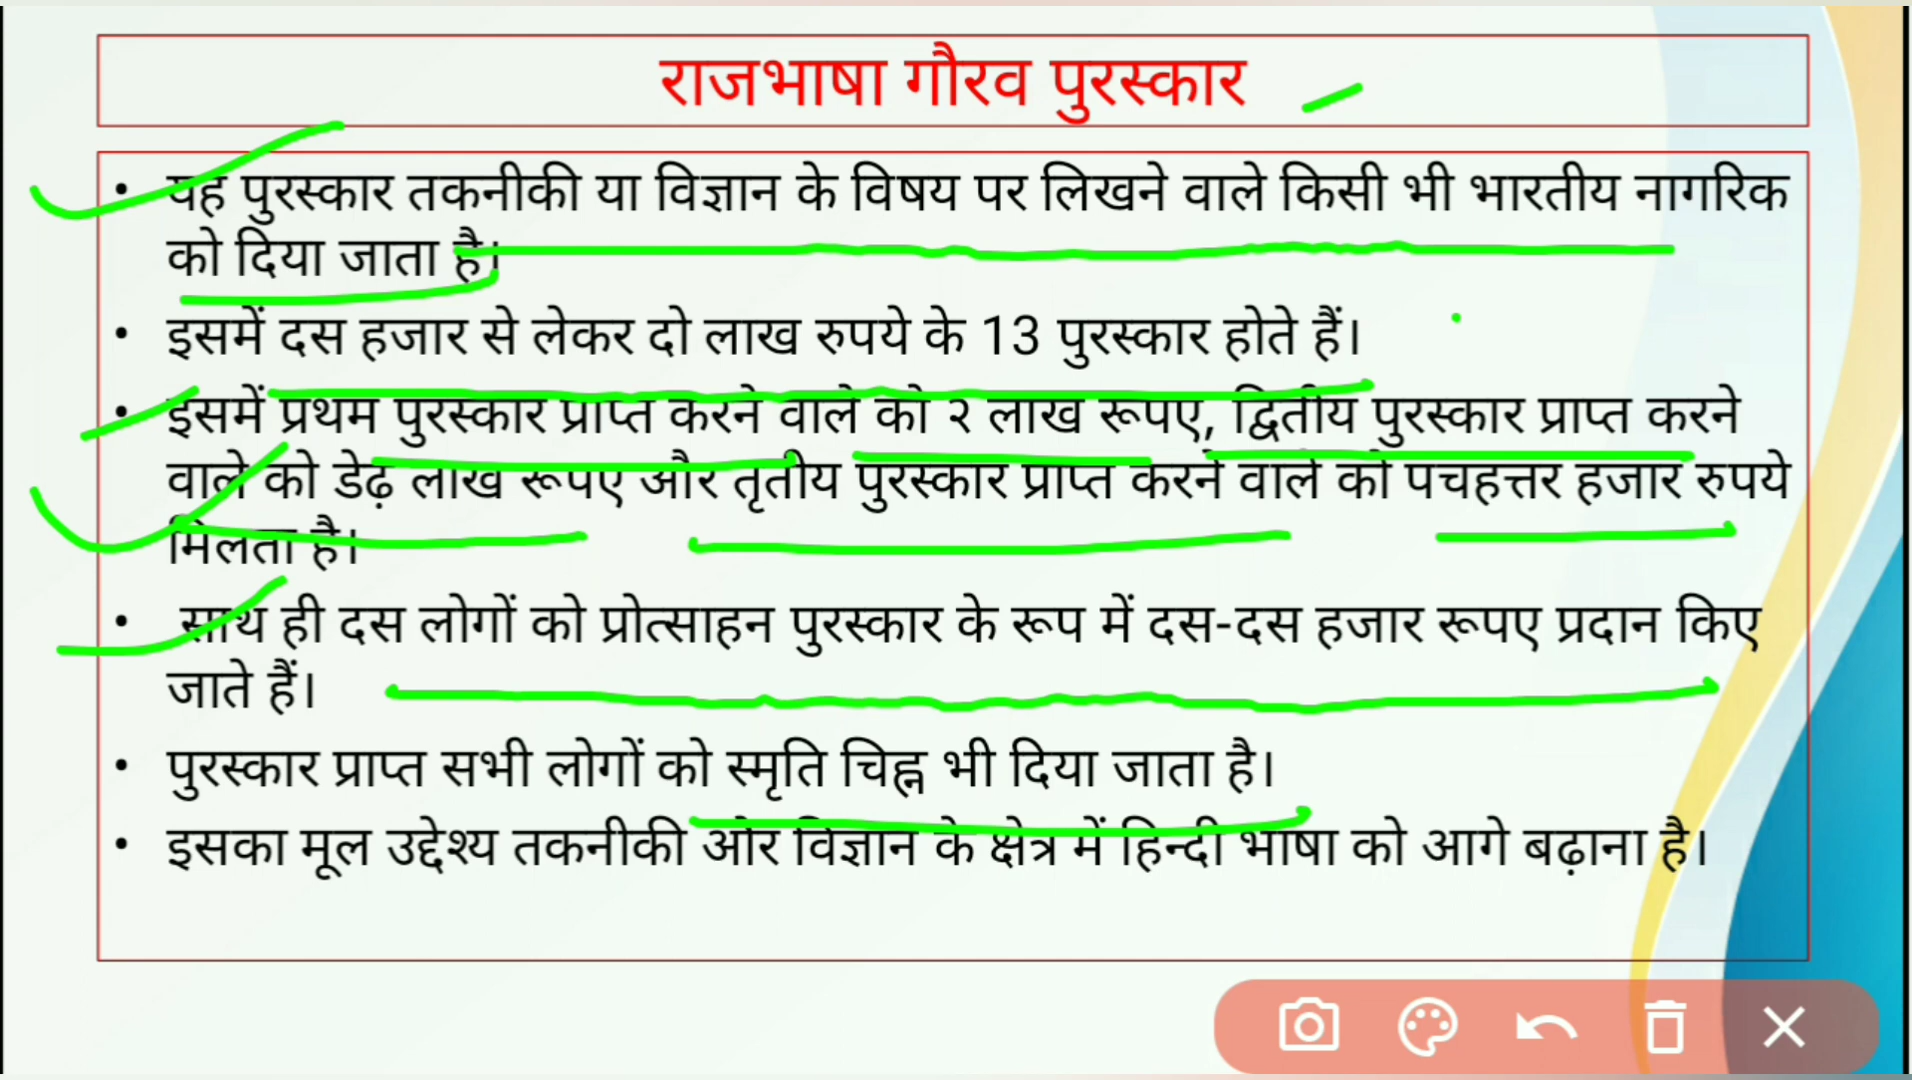 राजभाषा गौरव पुरस्कार
• यह पुरस्कार तकनीकी या विज्ञान के विषय पर लिखने वाले किसी भी भारतीय नागरिक
को दिया जाता है।
• इसमें दस हजार से लेकर दो लाख रुपये के 13 पुरस्कार होते हैं।
• इसमें प्रथम पुरस्कार प्राप्त करने वाले को २ लाख रूपए, द्वितीय पुरस्कार प्राप्त करने
वाले को डेढ़ लाख रूपए और तृतीय पुरस्कार प्राप्त करने वाले को पचहत्तर हजार रुपये
मिलता है।
• साथ ही दस लोगों को प्रोत्साहन पुरस्कार के रूप में दस-दस हजार रूपए प्रदान किए
जाते हैं।
• पुरस्कार प्राप्त सभी लोगों को स्मृति चिह्न भी दिया जाता है।
• इसका मूल उद्देश्य तकनीकी और विज्ञान के क्षेत्र में हिन्दी भाषा को आगे बढ़ाना है।